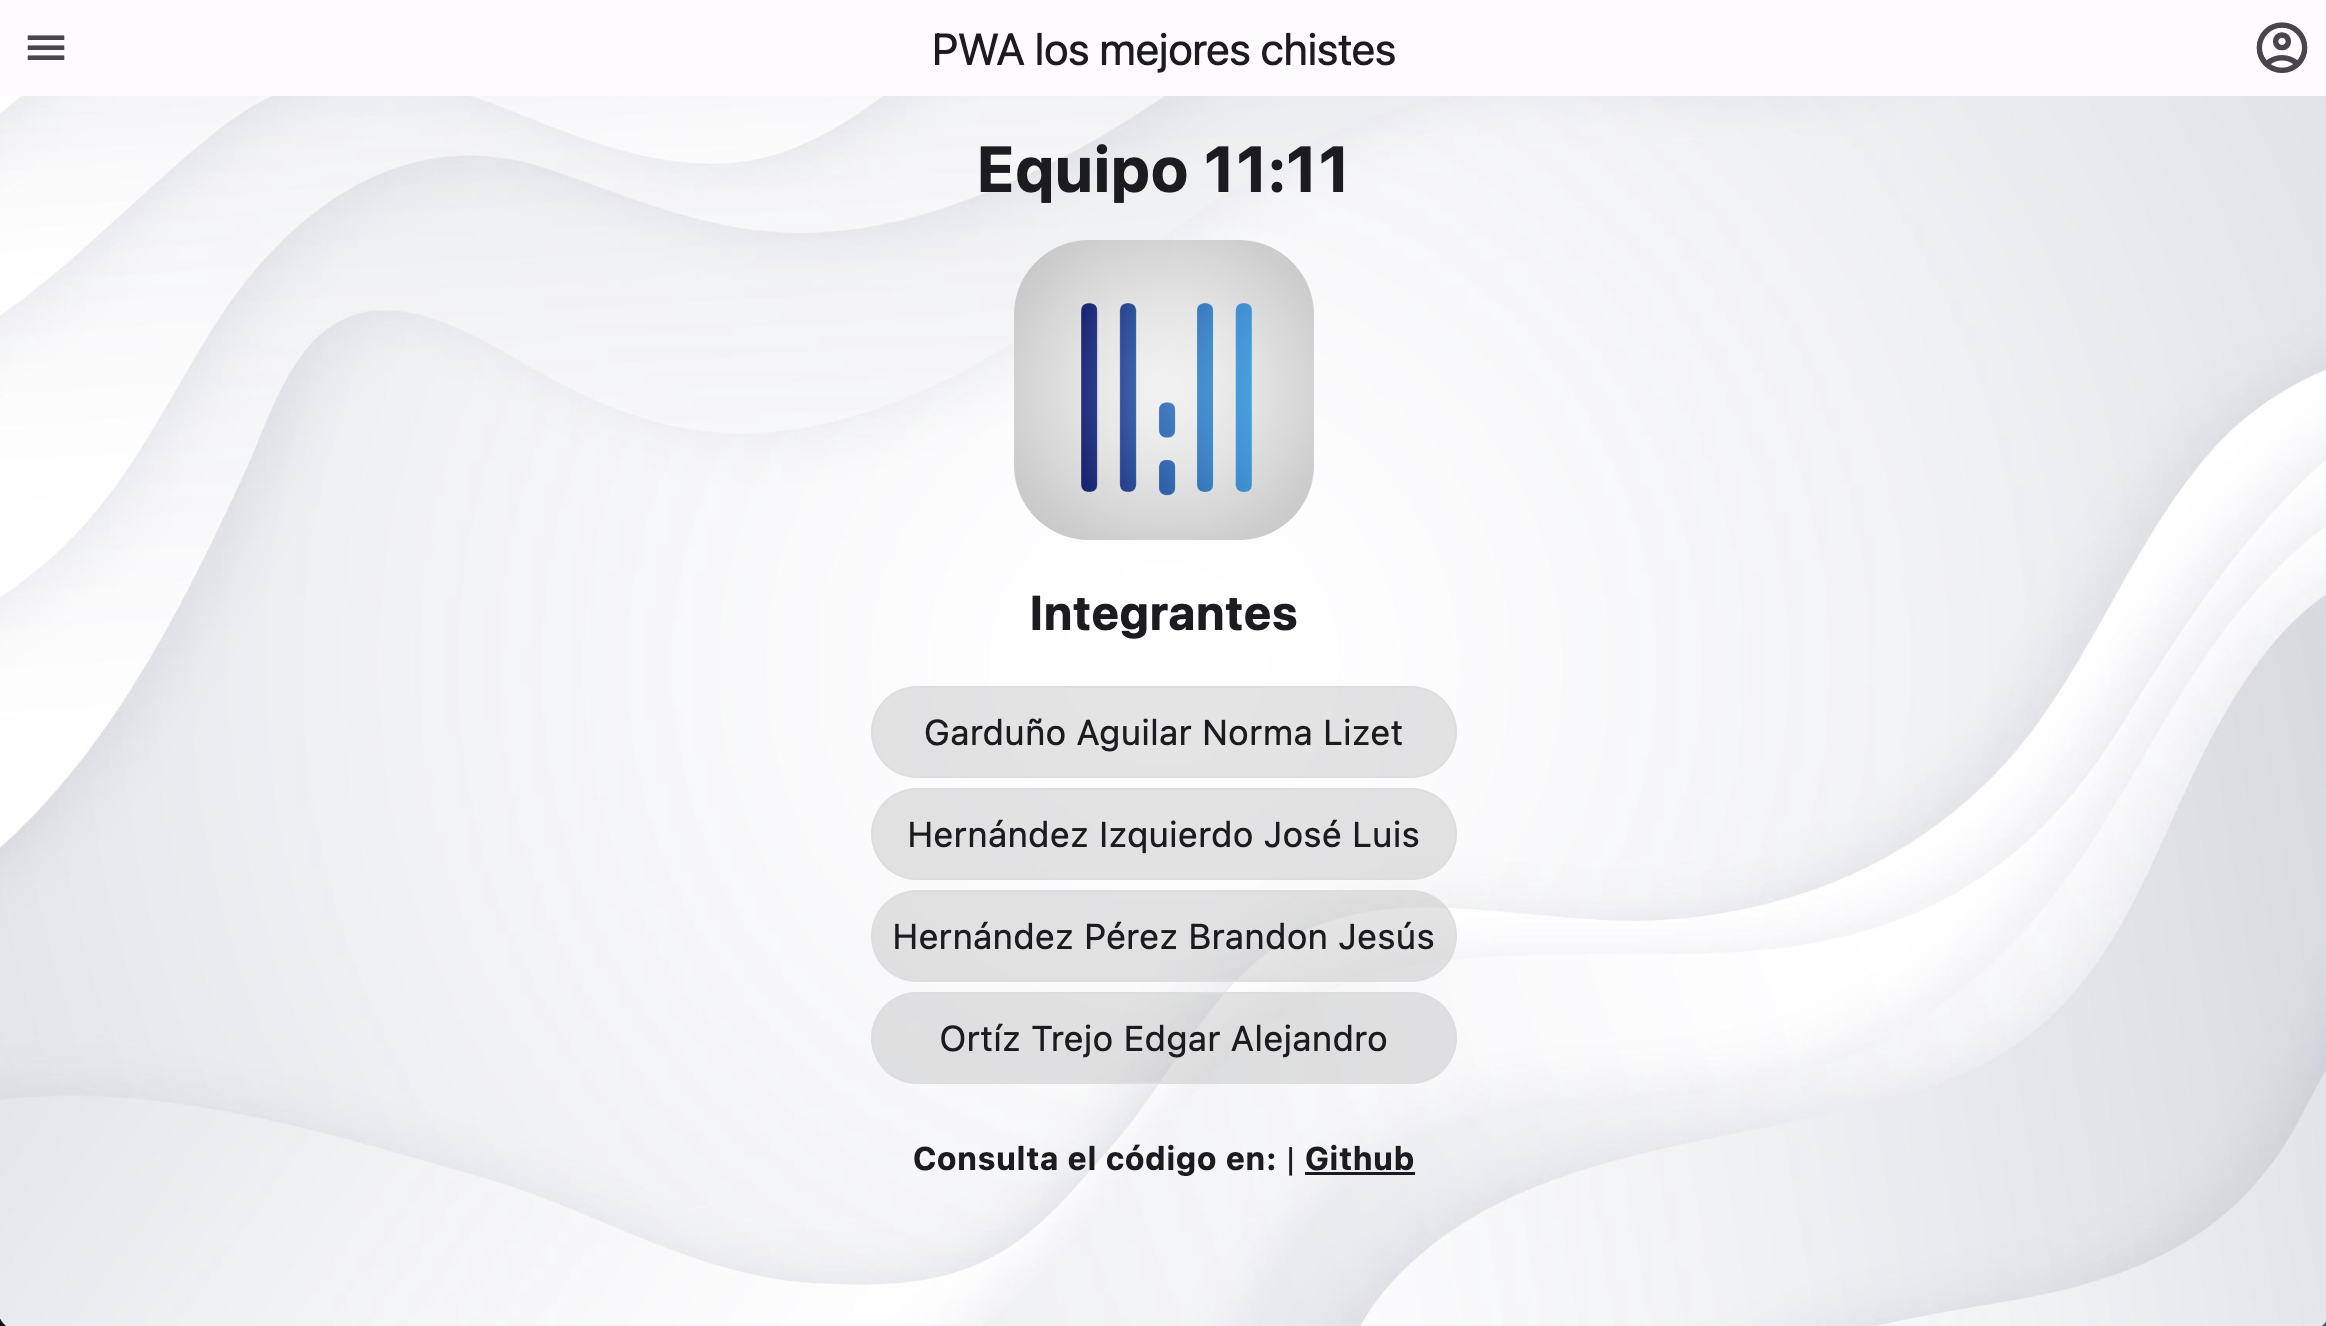 PWA los mejores chistes
Equipo 11:11
Integrantes
Garduño Aguilar Norma Lizet
Hernández Izquierdo José Luis
Hernández Pérez Brandon Jesús
Ortíz Trejo Edgar Alejandro
Consulta el código en: | Github